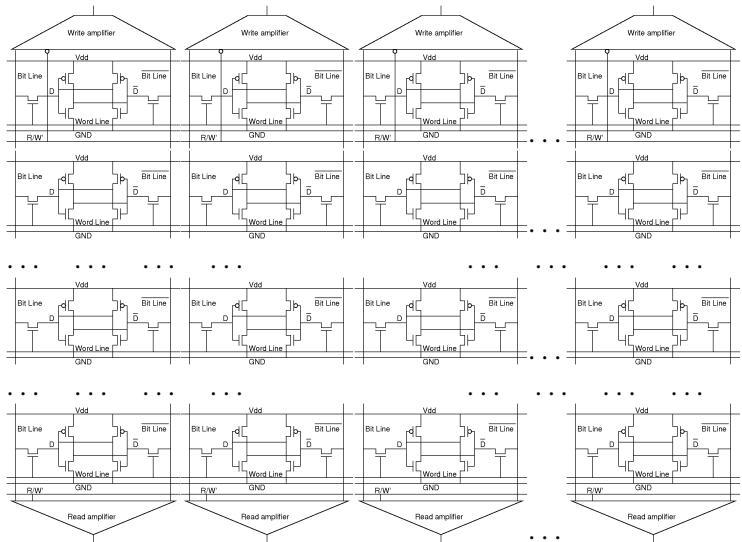 Write amplifier Write amplifier Write amplifier Write amplifier
Vdd Vdd Vdd Vdd
Bit Line Bit Line Bit Line Bit Line Bit Line Bit Line Bit Line Bit Line
D D D D D D D D
Word Line Word Line Word Line Word Line
R/W' GND R/W' GND R/W' GND R/W' GND
Vdd Vdd Vdd Vdd
Bit Line Bit Line Bit Line Bit Line Bit Line Bit Line Bit Line Bit Line
D D D D D D D D
Word Line Word Line Word Line Word Line
GND GND GND GND
Vdd Vdd Vdd Vdd
Bit Line Bit Line Bit Line Bit Line Bit Line Bit Line Bit Line Bit Line
D D D D D D D D
Word Line Word Line Word Line Word Line
GND GND GND GND
Vdd Vdd Vdd Vdd
Bit Line Bit Line Bit Line Bit Line Bit Line Bit Line Bit Line Bit Line
D D D D D D D D
Word Line Word Line Word Line Word Line
R/W' GND R/W' GND R/W' GND R/W' GND
Read amplifier Read amplifier Read amplifier Read amplifier